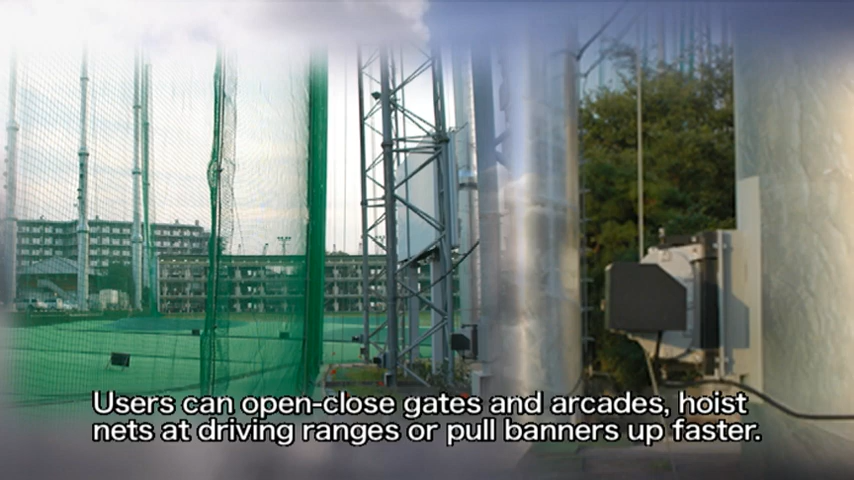 Users can open-close gates and arcades, hoist
nets at driving ranges or pull banners up faster.